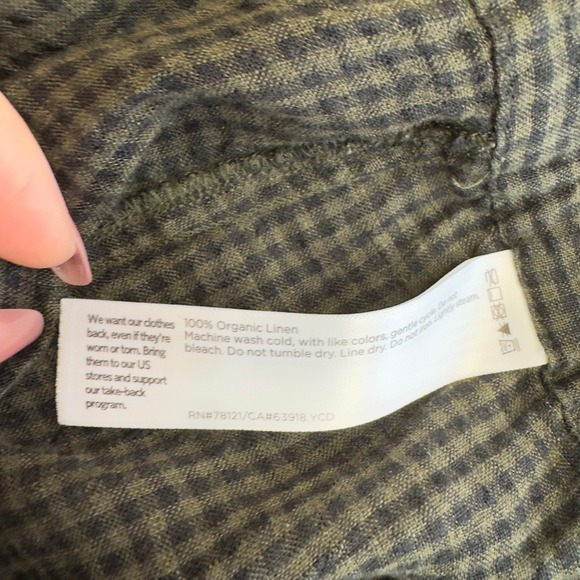 We want our clothes
back, even if they're
worn or torn. Bring
them to our US
stores and support
our take-back
program.
100% Organic Linen
Machine wash cold, with like colors, gentle cycle. Do not
bleach. Do not tumble dry. Line dry. Do not iron. Lightly steam.
RN#78121/CA#63918 YCD